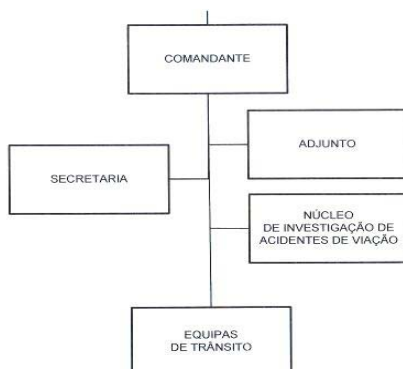 COMANDANTE
ADJUNTO
SECRETARIA
NÚCLEO
DE INVESTIGAÇÃO DE
ACIDENTES DE VIAÇÃO
EQUIPAS
DE TRÂNSITO